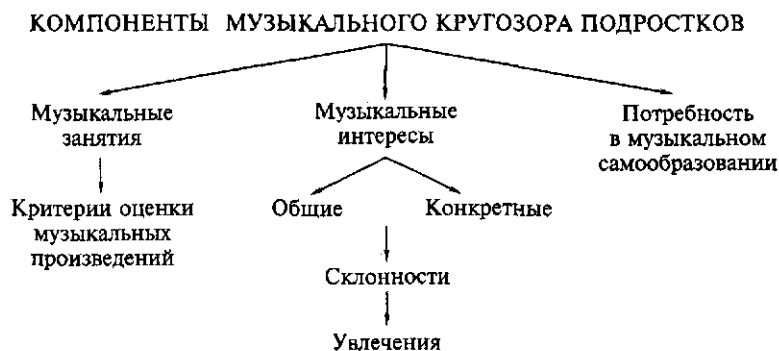 КОМПОНЕНТЫ МУЗЫКАЛЬНОГО КРУГОЗОРА ПОДРОСТКОВ
Музыкальные
занятия
Музыкальные
интересы
Потребность
в музыкальном
самообразовании
Критерии оценки
музыкальных
произведений
Общие
Конкретные
Склонности
Увлечения